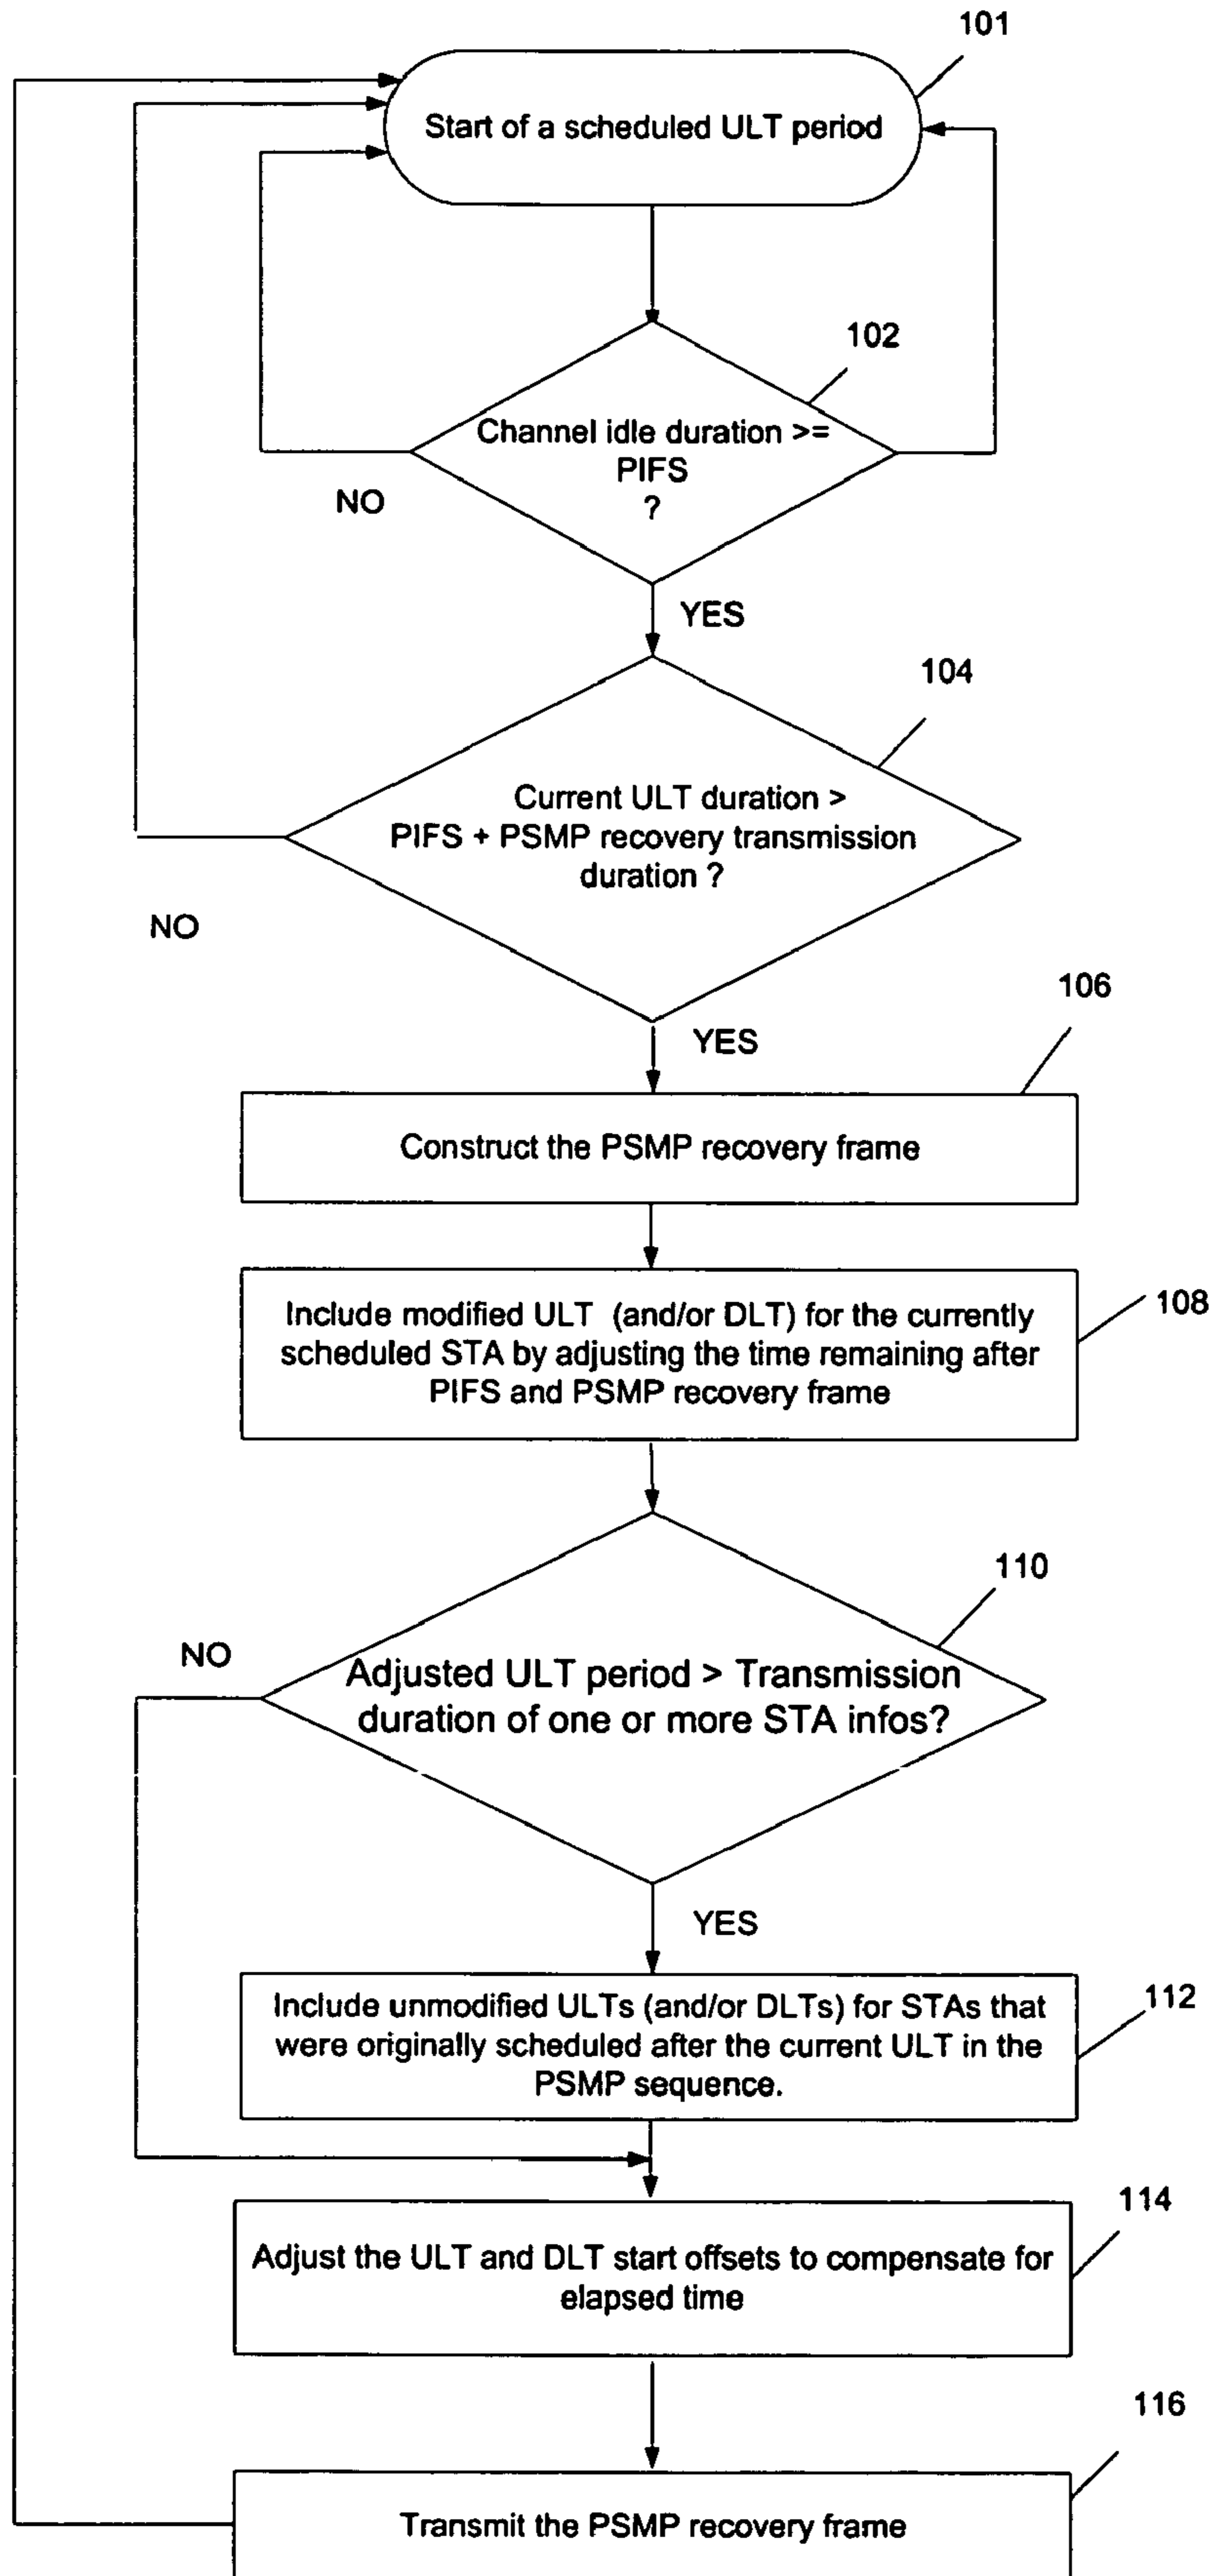 101
Start of a scheduled ULT period
102
Channel idle duration >=
PIFS
?
NO
YES
104
Current ULT duration >
PIFS + PSMP recovery transmission
duration ?
NO
YES
106
Construct the PSMP recovery frame
108
Include modified ULT (and/or DLT) for the currently
scheduled STA by adjusting the time remaining after
PIFS and PSMP recovery frame
110
NO
Adjusted ULT period > Transmission
duration of one or more STA infos?
YES
112
Include unmodified ULTs (and/or DLTs) for STAs that
were originally scheduled after the current ULT in the
PSMP sequence.
114
Adjust the ULT and DLT start offsets to compensate for
elapsed time
116
Transmit the PSMP recovery frame